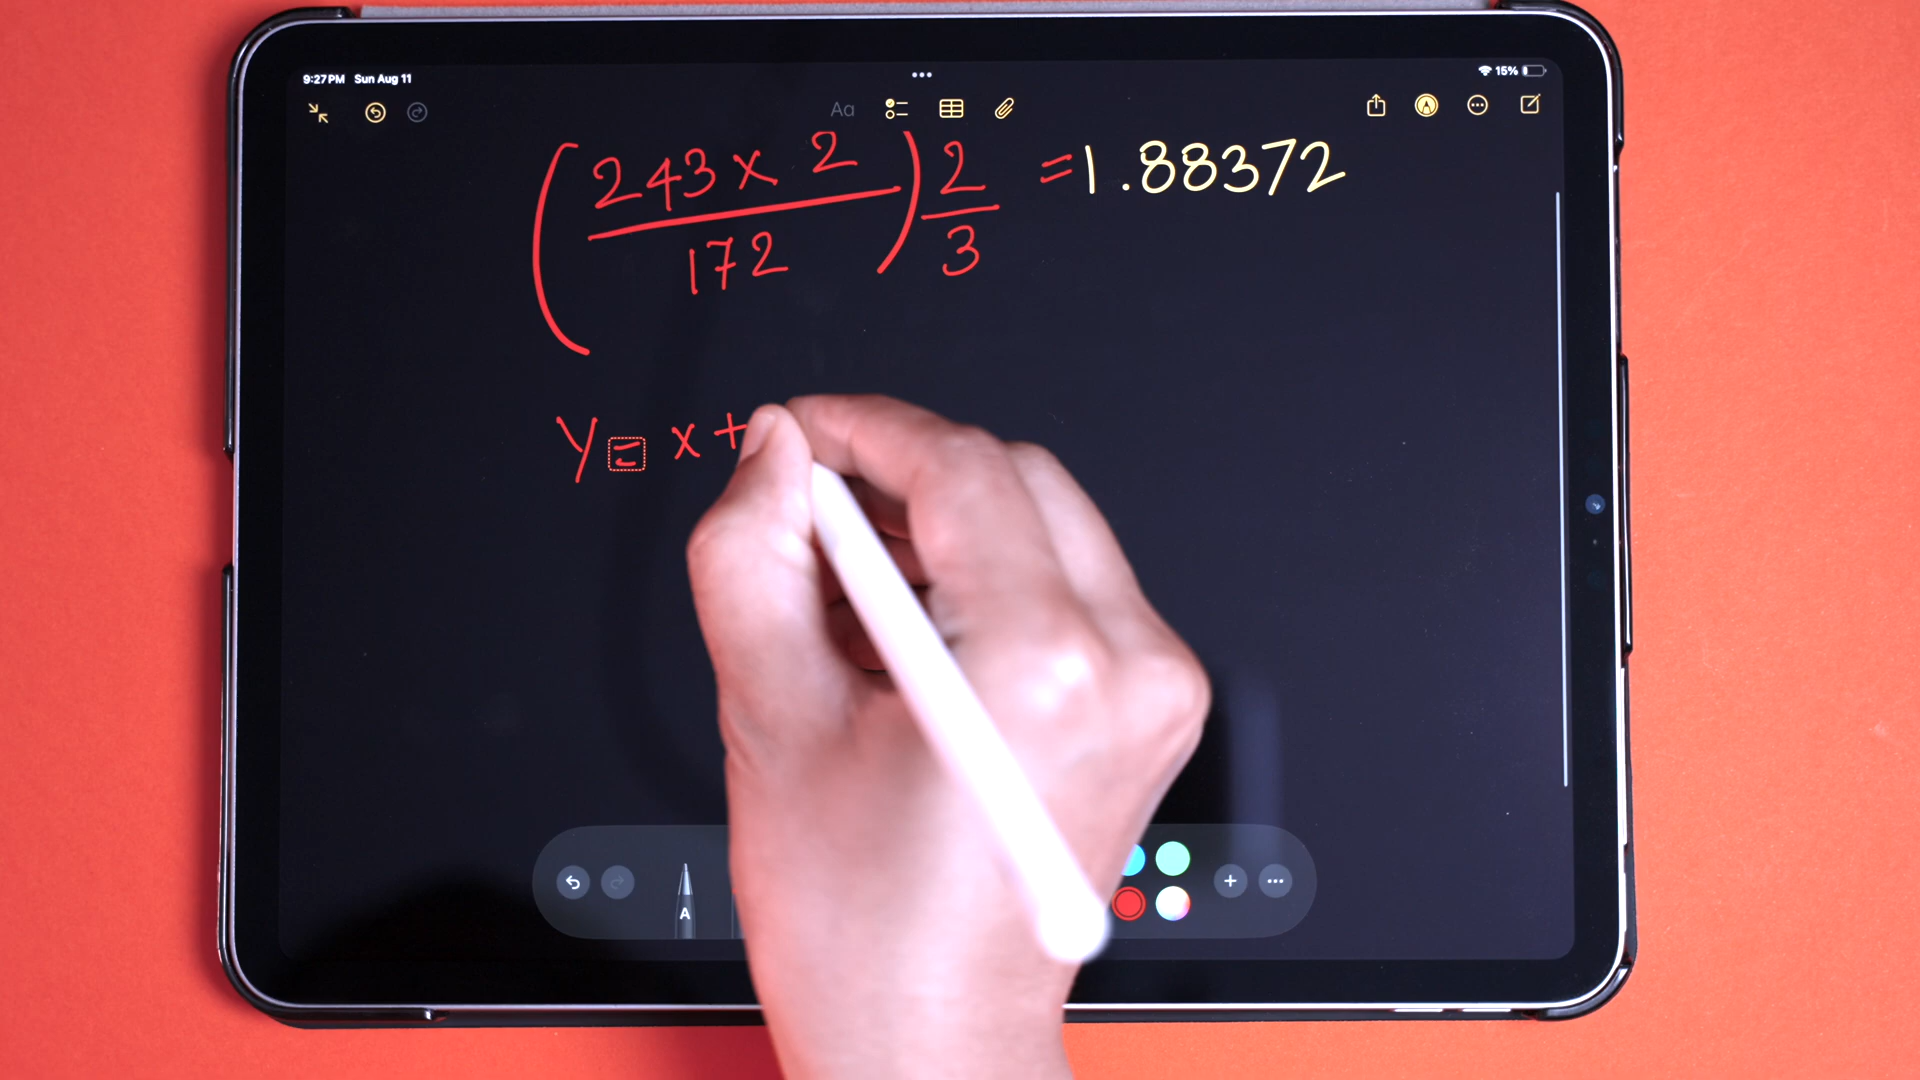 9:27 PM Sun Aug 11 15%
Aa
(243 x 2 / 172) 2/3 = 1.88372
y = x +
A